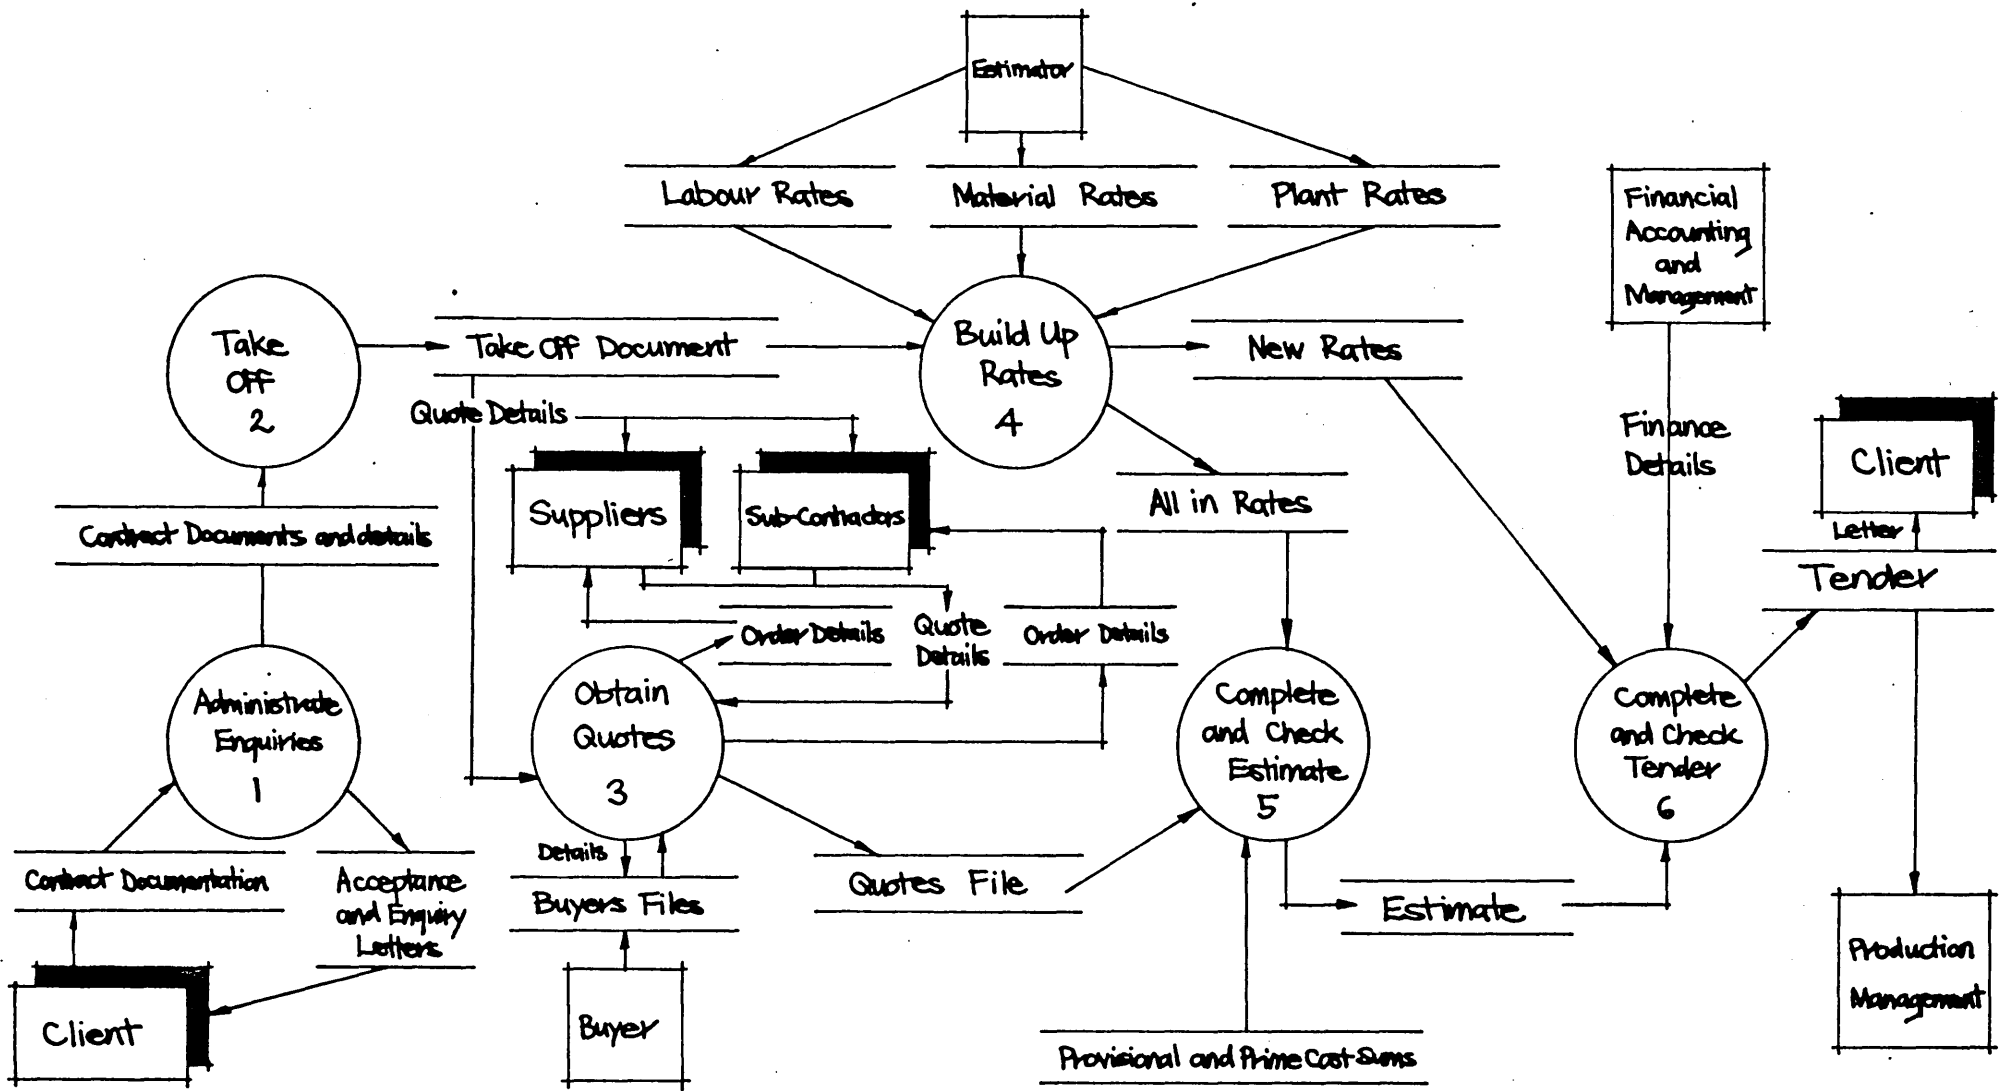 Estimator
Labour Rates
Material Rates
Plant Rates
Financial
Accounting
and
Management
Take
Off
2
Take Off Document
Build Up
Rates
4
New Rates
Quote Details
Finance
Details
Client
Suppliers
Sub-Contractors
All in Rates
Contract Documents and details
Letter
Tender
Order Details
Quote
Details
Order Details
Administrate
Enquiries
1
Obtain
Quotes
3
Complete
and Check
Estimate
5
Complete
and Check
Tender
6
Details
Contract Documentation
Acceptance
and Enquiry
Letters
Buyers Files
Quotes File
Estimate
Production
Management
Client
Buyer
Provisional and Prime Cost Sums